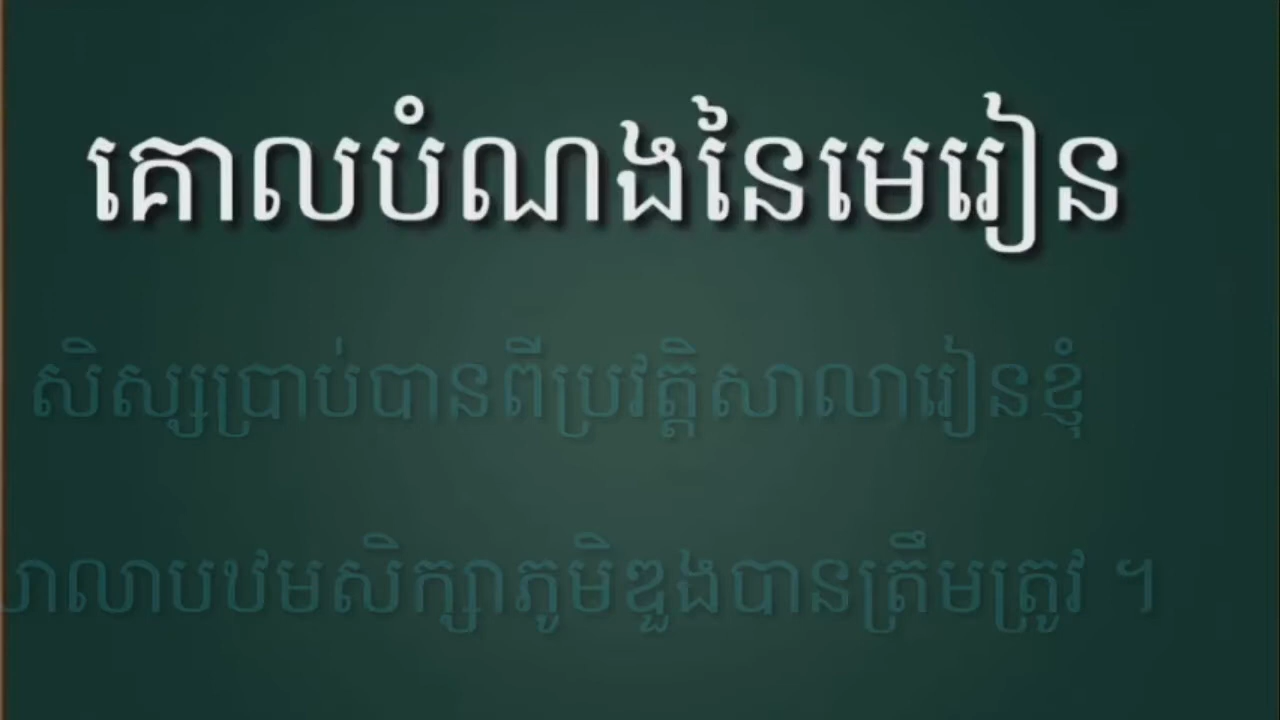 គោលបំណងនៃមេរៀន
សិស្សប្រាប់បានពីប្រវត្តិសាលារៀនខ្ញុំ
សាលាបឋមសិក្សាភូមិឌួងបានត្រឹមត្រូវ ។